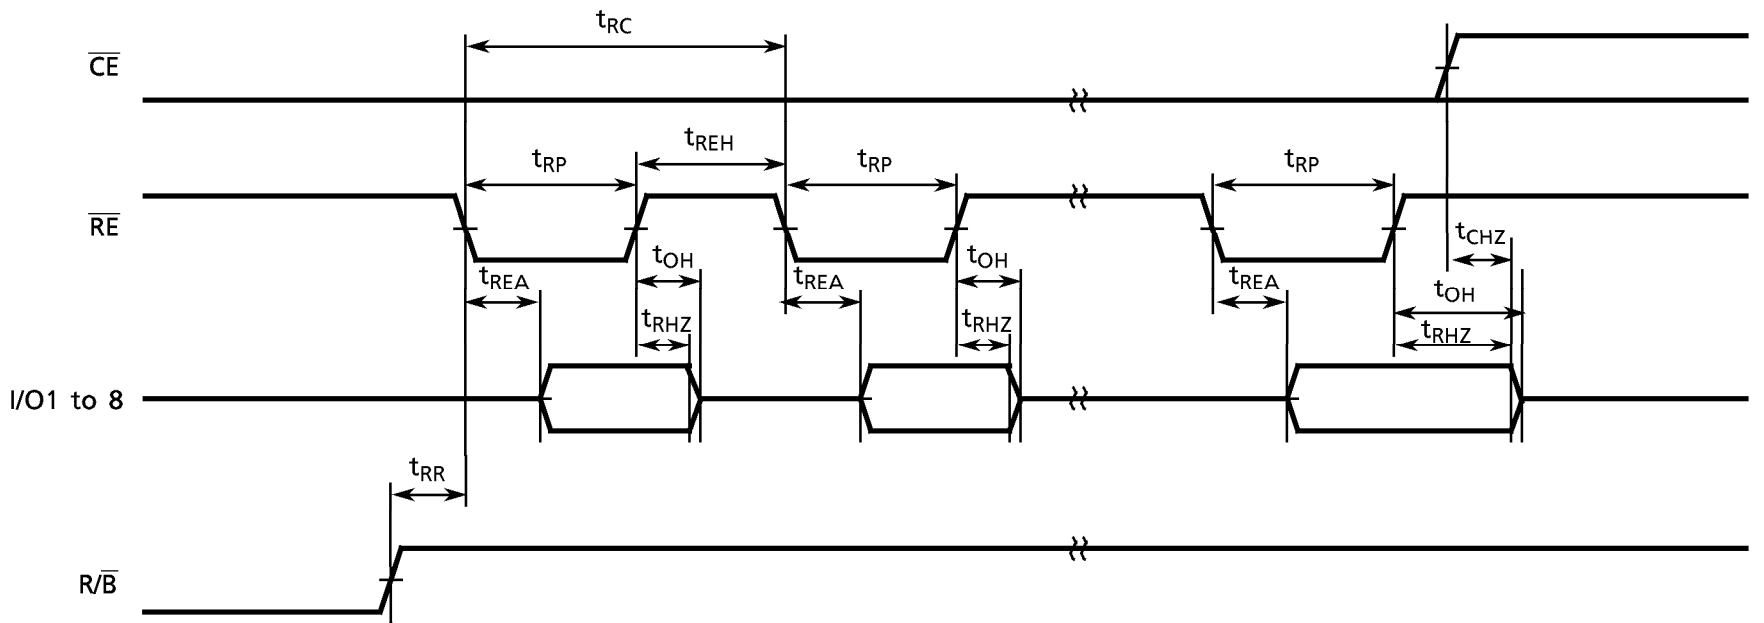 tRC
CE
tREH
tRP tRP tRP
RE
tCHZ
tOH tOH
tREA tREA tREA
tOH
tRHZ tRHZ tRHZ
I/O1 to 8
tRR
R/B